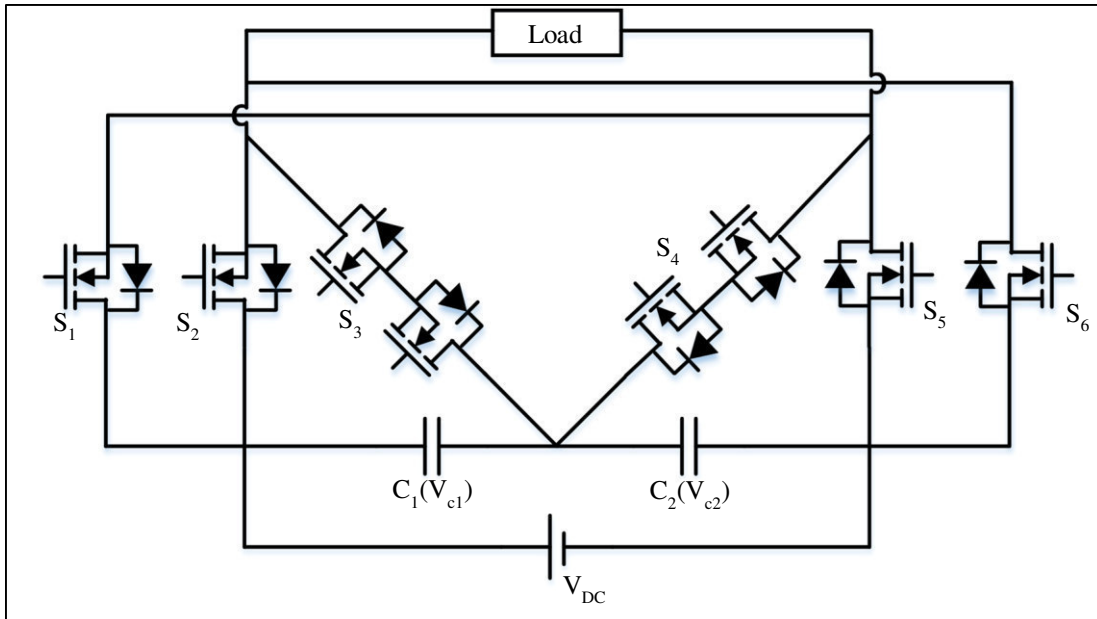 Load
S₁
S₂
S₃
S₄
S₅
S₆
C₁(Vc1)
C₂(Vc2)
VDC